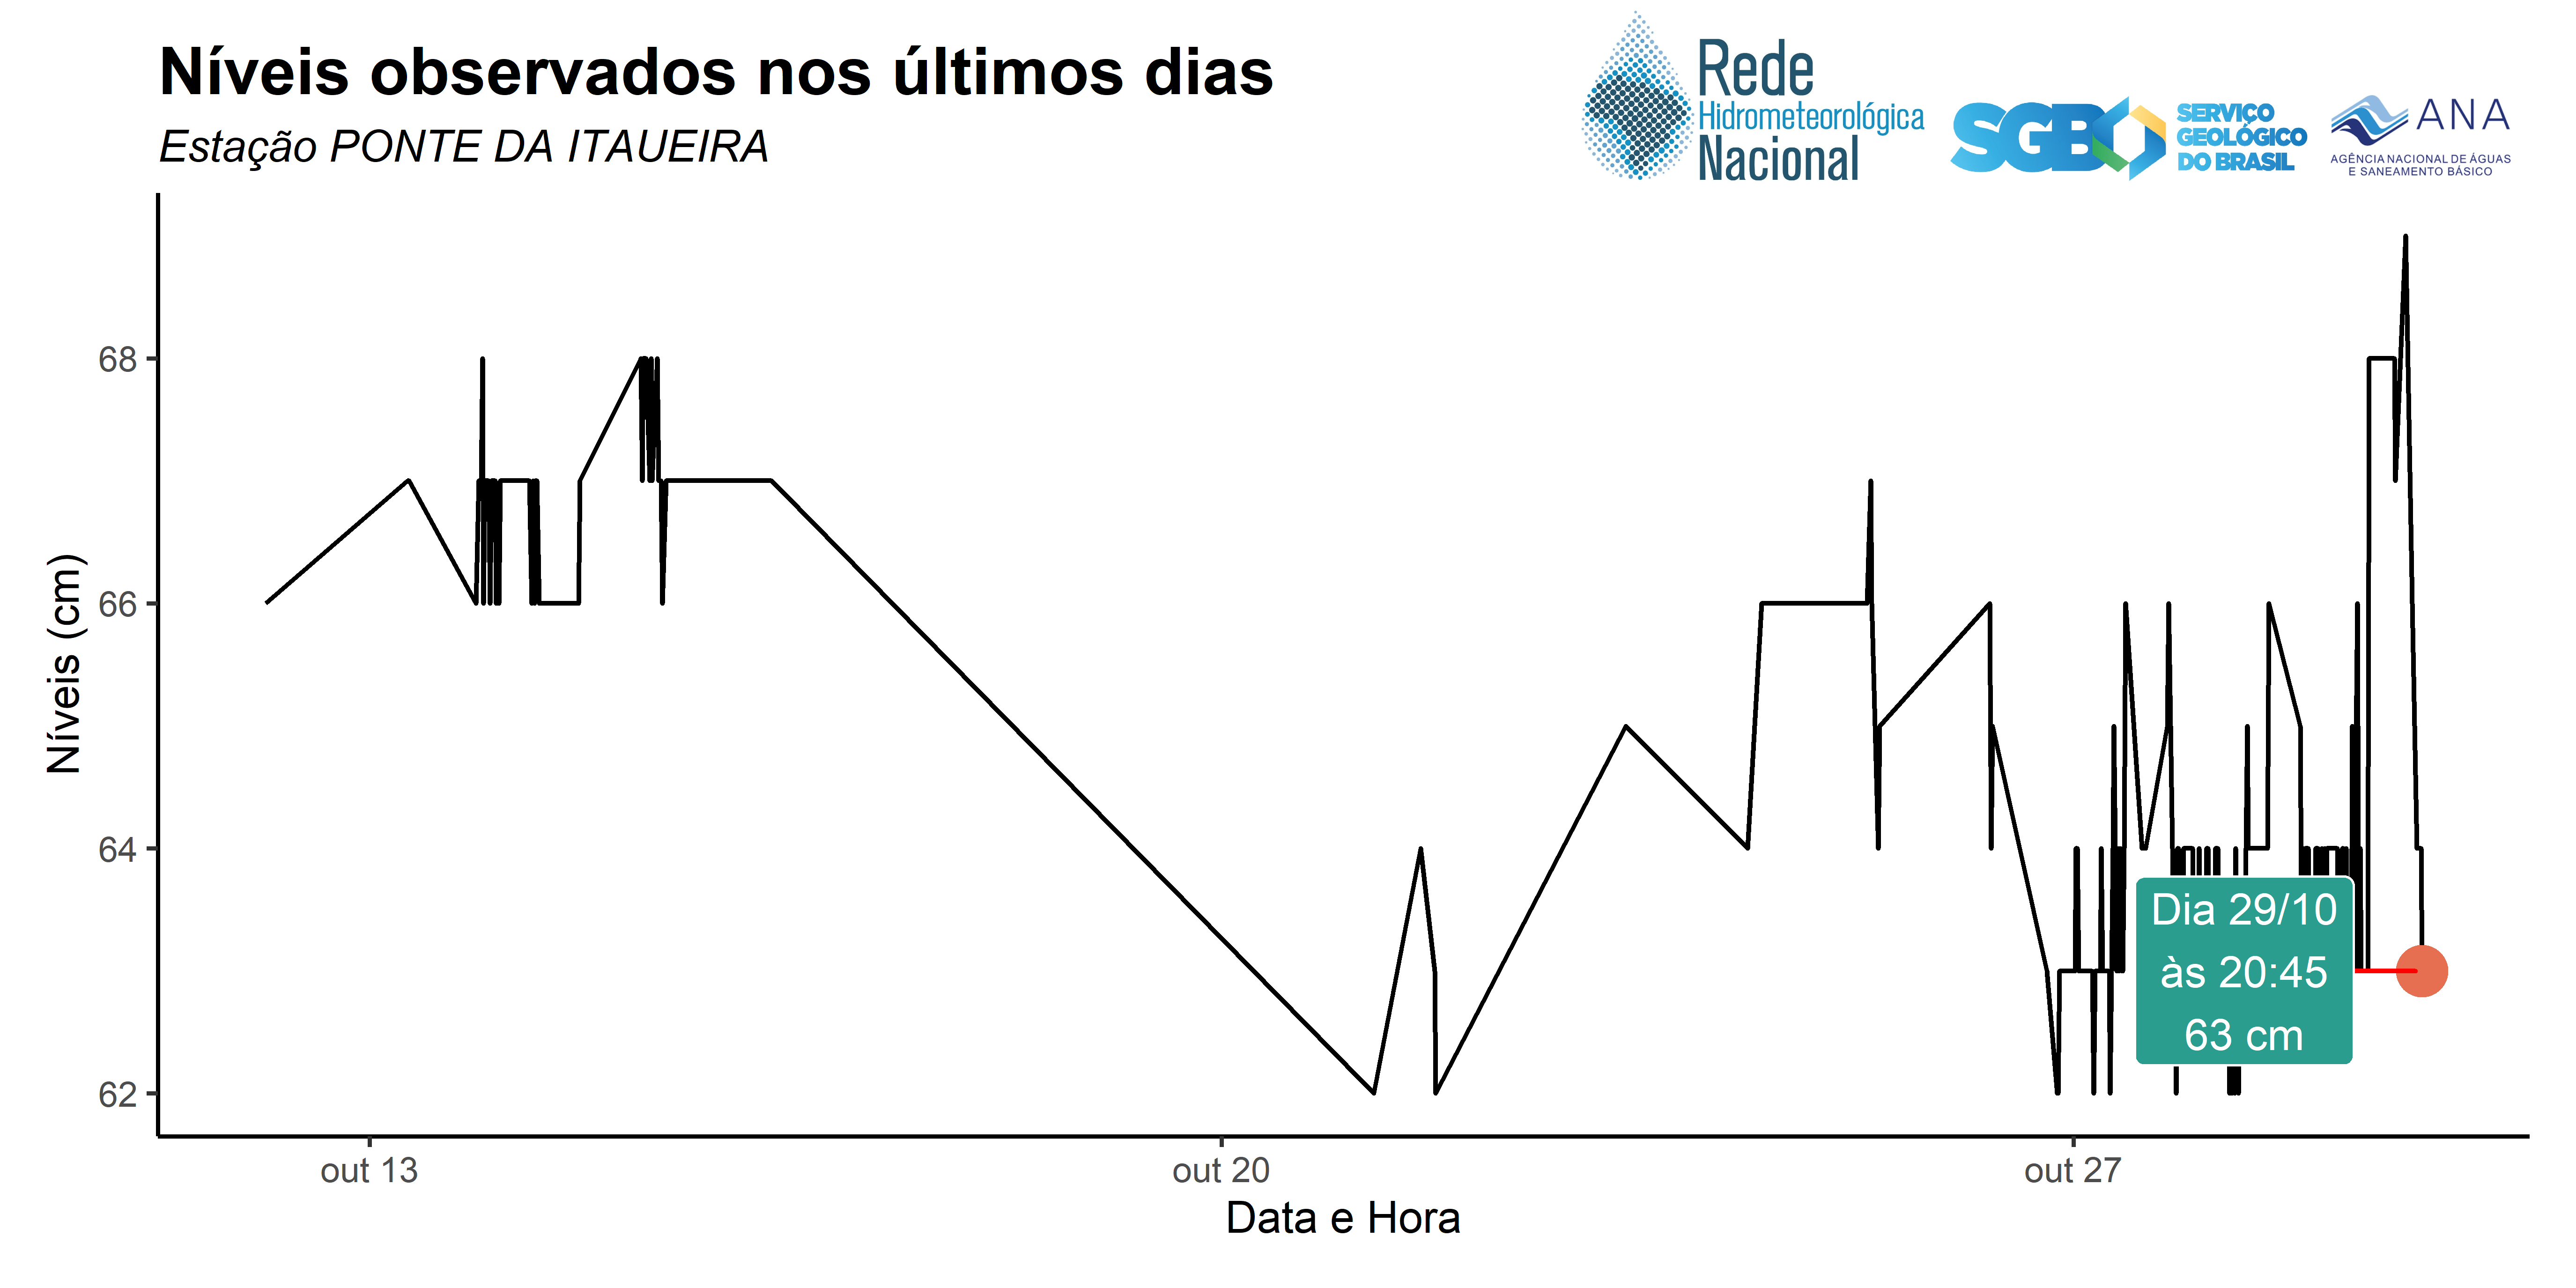 Níveis observados nos últimos dias
Estação PONTE DA ITAUEIRA
Rede
Hidrometeorológica
Nacional
SGB
SERVIÇO
GEOLÓGICO
DO BRASIL
ANA
AGÊNCIA NACIONAL DE ÁGUAS
E SANEAMENTO BÁSICO
Níveis (cm)
68
66
64
62
Dia 29/10
às 20:45
63 cm
out 13
out 20
out 27
Data e Hora